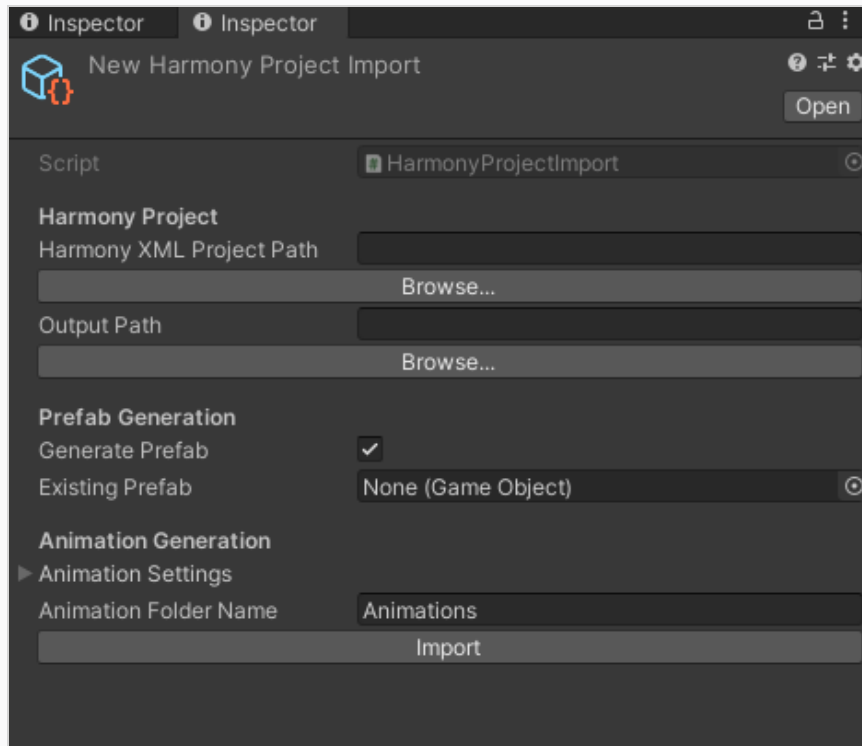 Inspector Inspector
New Harmony Project Import
Open
Script HarmonyProjectImport
Harmony Project
Harmony XML Project Path
Browse...
Output Path
Browse...
Prefab Generation
Generate Prefab
Existing Prefab None (Game Object)
Animation Generation
Animation Settings
Animation Folder Name Animations
Import